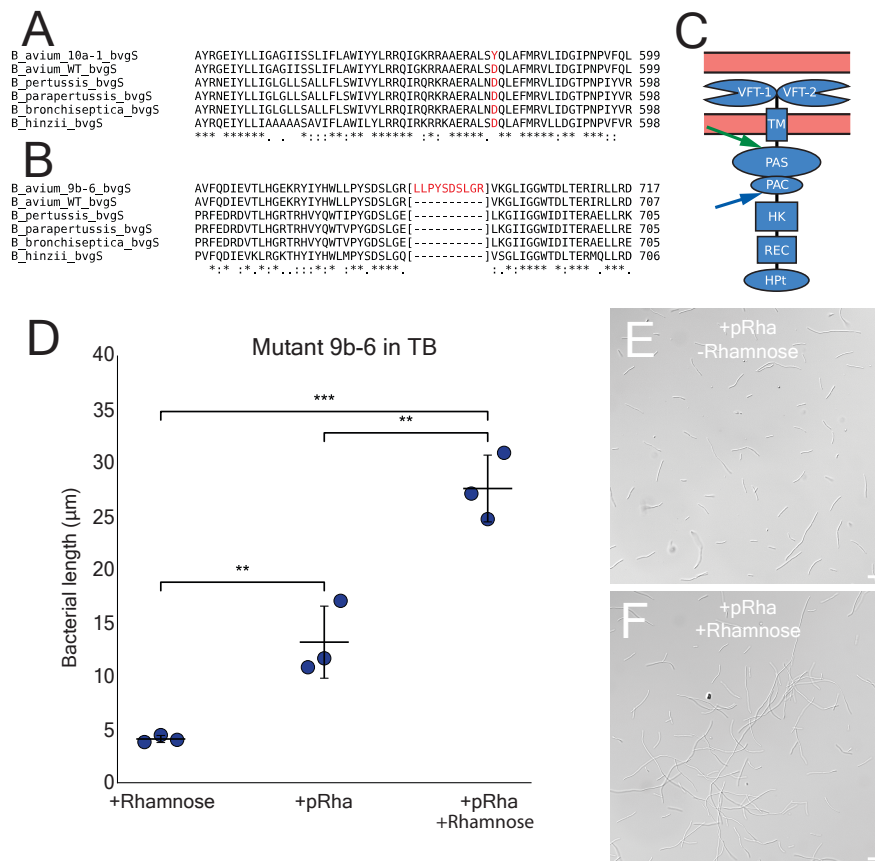 A
B_avium_10a-1_bvgS AYRGEIYLLIGAGIISSLIFLAWIYYLRRQIGKRRAAERALSYQLAFMRVLIDGIPNPVFQL 599
B_avium_WT_bvgS AYRGEIYLLIGAGIISSLIFLAWIYYLRRQIGKRRAAERALSDQLAFMRVLIDGIPNPVFQL 599
B_pertussis_bvgS AYRNEIYLLIGLGLLSALLFLSWIVYLRRQIRQRKRAERALNDQLEFMRVLIDGTPNPIYVR 598
B_parapertussis_bvgS AYRNEIYLLIGLGLLSALLFLSWIVYLRRQIRQRKRAERALNDQLEFMRVLIDGTPNPIYVR 598
B_bronchiseptica_bvgS AYRNEIYLLIGLGLLSALLFLSWIVYLRRQIRQRKRAERALNDQLEFMRVLIDGTPNPIYVR 598
B_hinzii_bvgS AYRQEIYLLIAAAAASAVIFLAWILYLRRQIRKRKRAERALSDQLEFMRVLIDGTPNPIYVR 598
*** ****** . . :::**:** ****** :*: *****. ** ******** ***::
B
B_avium_9b-6_bvgS AVFQDIEVTLHGEKRYIYHWLLPYSDSLGR[LLPYSDSLGR]VKGLIGGWTDLTERIRLLRD 717
B_avium_WT_bvgS AVFQDIEVTLHGEKRYIYHWLLPYSDSLGR[----------]VKGLIGGWTDLTERIRLLRD 707
B_pertussis_bvgS PRFEDRDVTLHGRTRHVYQWTIPYGDSLGE[----------]LKGIIGGWIDITERAELLRK 705
B_parapertussis_bvgS PRFEDRDVTLHGRTRHVYQWTVPYGDSLGE[----------]LKGIIGGWIDITERAELLRE 705
B_bronchiseptica_bvgS PRFEDRDVTLHGRTRHVYQWTVPYGDSLGE[----------]LKGIIGGWIDITERAELLRE 705
B_hinzii_bvgS PVFQDIEVKLRGKTHYIYHWLMPYSDSLGQ[----------]VSGLIGGWTDLTERMQLLRD 706
*:* :*.*:*..:::*:* :**.****. :.*:**** *:*** .***.
C
VFT-1
VFT-2
TM
PAS
PAC
HK
REC
HPt
D
Mutant 9b-6 in TB
Bacterial length (μm)
40
35
30
25
20
15
10
5
0
***
**
**
+Rhamnose
+pRha
+pRha
+Rhamnose
E
+pRha
-Rhamnose
F
+pRha
+Rhamnose